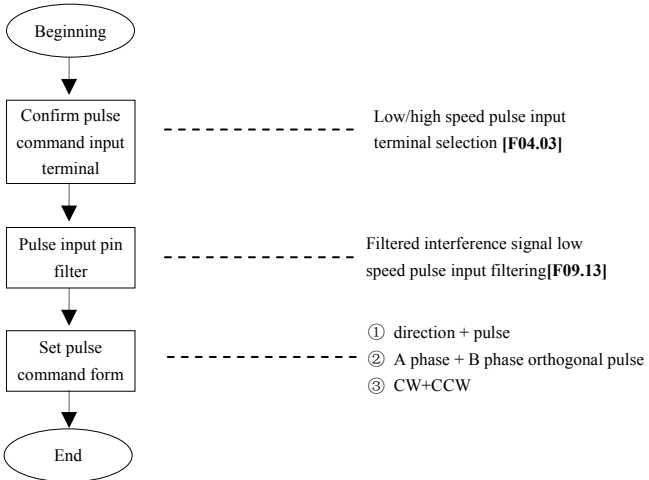 Beginning
Confirm pulse
command input
terminal
Low/high speed pulse input
terminal selection [F04.03]
Pulse input pin
filter
Filtered interference signal low
speed pulse input filtering[F09.13]
Set pulse
command form
① direction + pulse
② A phase + B phase orthogonal pulse
③ CW+CCW
End